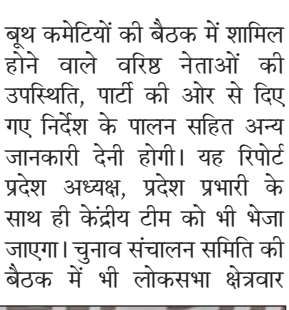 बूथ कमेटियों की बैठक में शामिल
होने वाले वरिष्ठ नेताओं की
उपस्थिति, पार्टी की ओर से दिए
गए निर्देश के पालन सहित अन्य
जानकारी देनी होगी। यह रिपोर्ट
प्रदेश अध्यक्ष, प्रदेश प्रभारी के
साथ ही केंद्रीय टीम को भी भेजा
जाएगा। चुनाव संचालन समिति की
बैठक में भी लोकसभा क्षेत्रवार